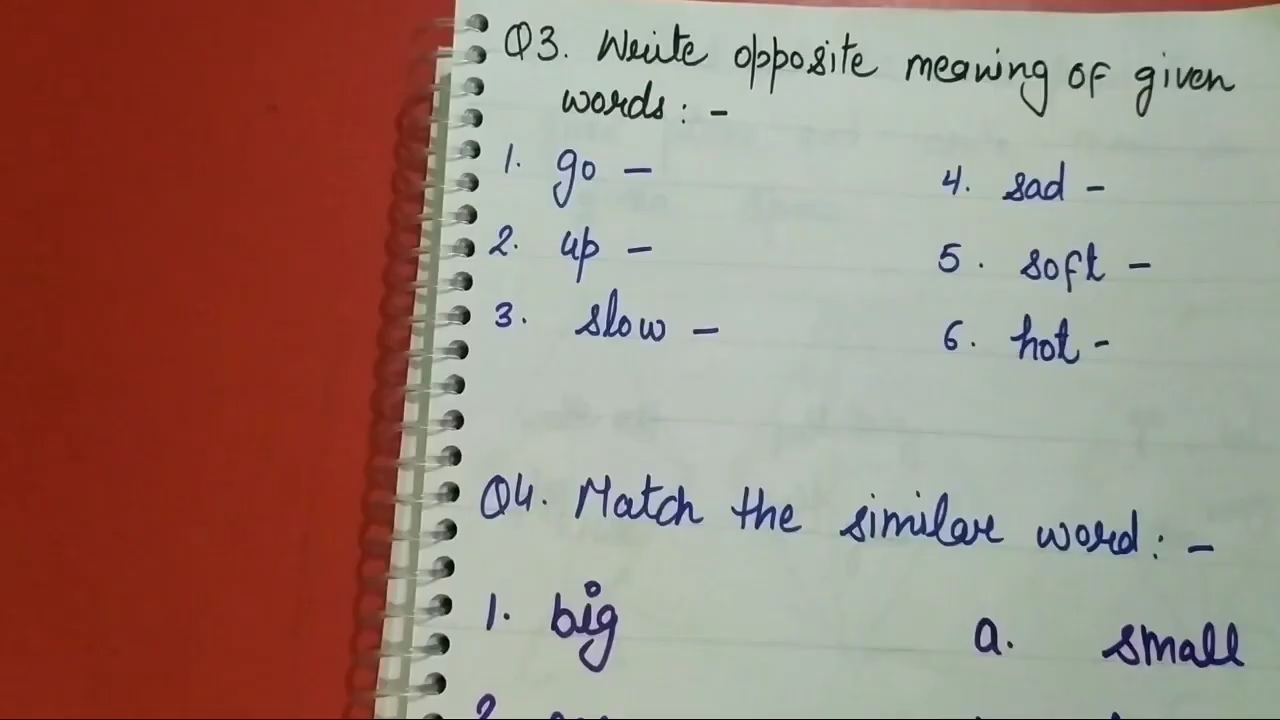 Q3. Write opposite meaning of given
words : -
1. go -
4. sad -
2. up -
5. soft -
3. slow -
6. hot -
Q4. Match the similar word : -
1. big
a. small
2.